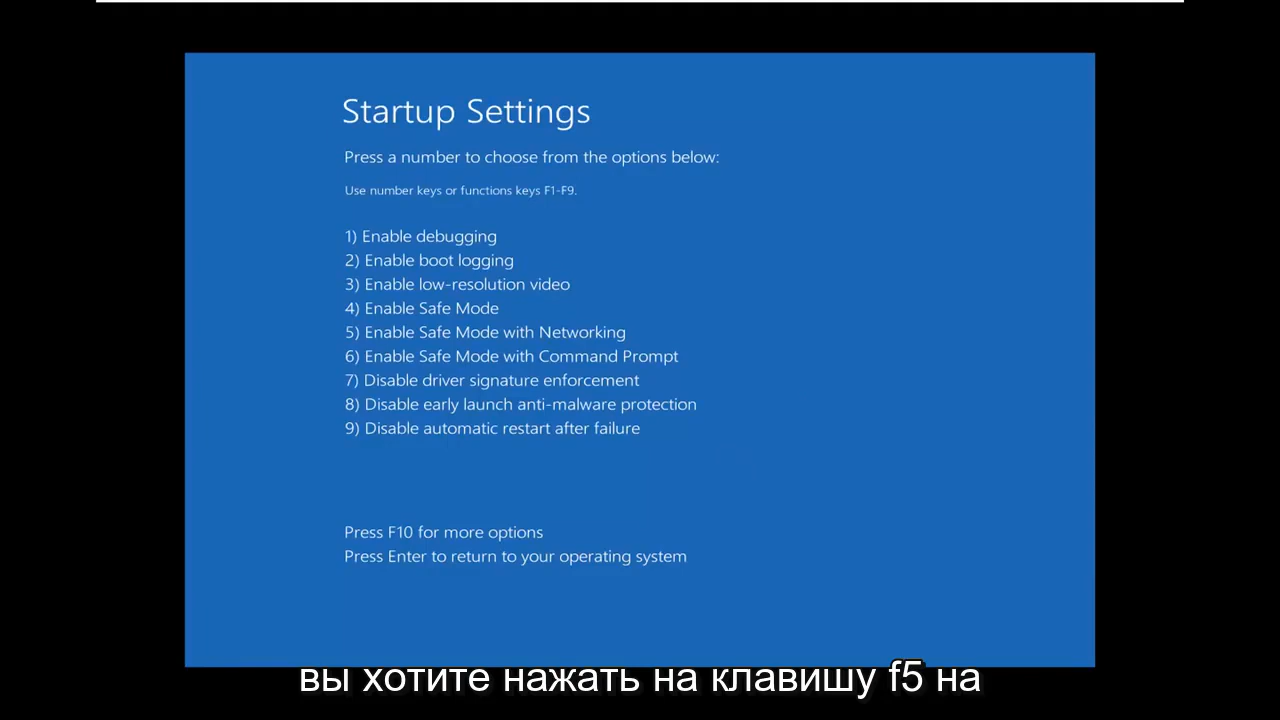 Startup Settings
Press a number to choose from the options below:
Use number keys or functions keys F1-F9.
1) Enable debugging
2) Enable boot logging
3) Enable low-resolution video
4) Enable Safe Mode
5) Enable Safe Mode with Networking
6) Enable Safe Mode with Command Prompt
7) Disable driver signature enforcement
8) Disable early launch anti-malware protection
9) Disable automatic restart after failure
Press F10 for more options
Press Enter to return to your operating system
вы хотите нажать на клавишу f5 на